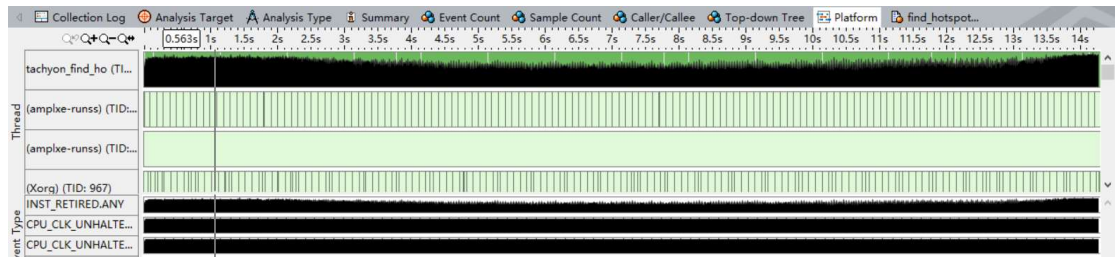 Collection Log Analysis Target Analysis Type Summary Event Count Sample Count Caller/Callee Top-down Tree Platform find_hotspot...
0.563s 1s 1.5s 2s 2.5s 3s 3.5s 4s 4.5s 5s 5.5s 6s 6.5s 7s 7.5s 8s 8.5s 9s 9.5s 10s 10.5s 11s 11.5s 12s 12.5s 13s 13.5s 14s
Thread
tachyon_find_ho (TI...
(amplxe-runss) (TID:...
(amplxe-runss) (TID:...
(Xorg) (TID: 967)
INST_RETIRED.ANY
CPU_CLK_UNHALTE...
CPU_CLK_UNHALTE...